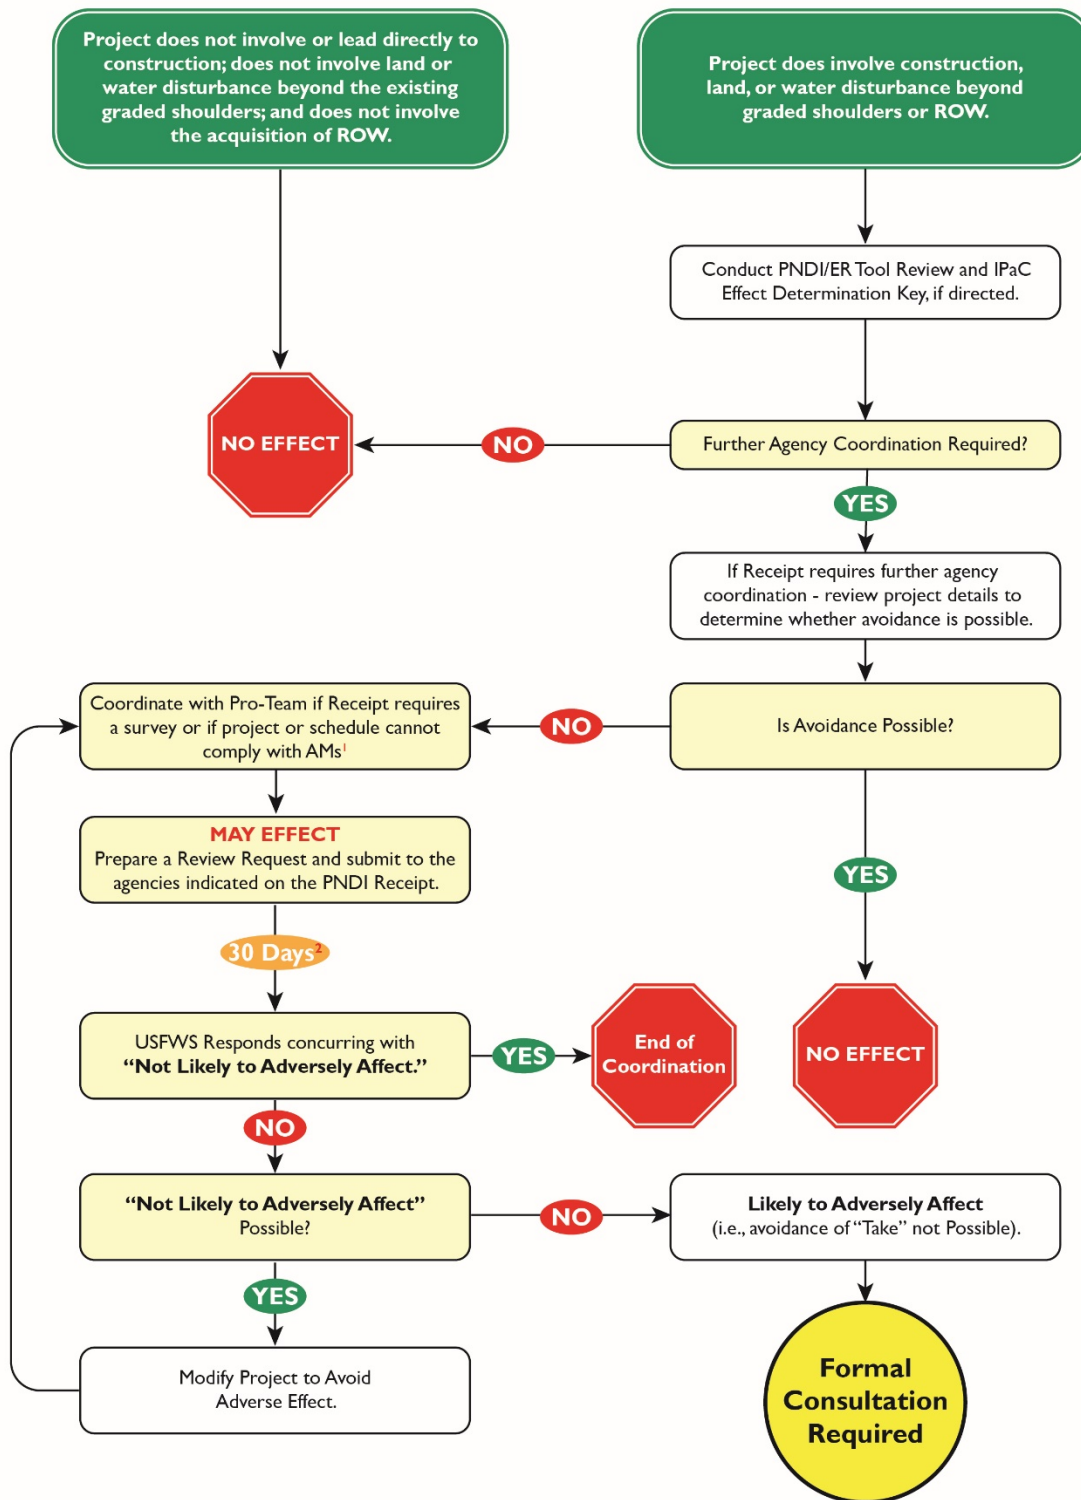 Project does not involve or lead directly to
construction; does not involve land or
water disturbance beyond the existing
graded shoulders; and does not involve
the acquisition of ROW.
Project does involve construction,
land, or water disturbance beyond
graded shoulders or ROW.
Conduct PNDI/ER Tool Review and IPaC
Effect Determination Key, if directed.
NO EFFECT
NO
Further Agency Coordination Required?
YES
If Receipt requires further agency
coordination - review project details to
determine whether avoidance is possible.
Coordinate with Pro-Team if Receipt requires
a survey or if project or schedule cannot
comply with AMs1
NO
Is Avoidance Possible?
MAY EFFECT
Prepare a Review Request and submit to the
agencies indicated on the PNDI Receipt.
YES
30 Days2
USFWS Responds concurring with
“Not Likely to Adversely Affect.”
YES
End of
Coordination
NO EFFECT
NO
“Not Likely to Adversely Affect”
Possible?
NO
Likely to Adversely Affect
(i.e., avoidance of “Take” not Possible).
YES
Modify Project to Avoid
Adverse Effect.
Formal
Consultation
Required